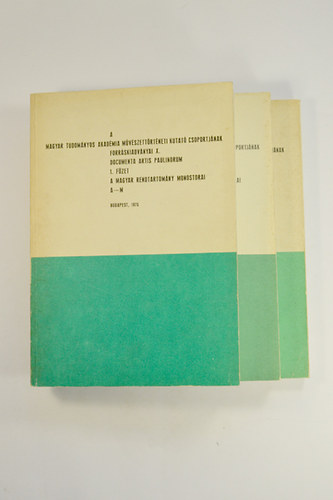 A
MAGYAR TUDOMÁNYOS AKADÉMIA MŰVÉSZETTÖRTÉNETI KUTATÓ CSOPORTJÁNAK
FORRÁSKIADVÁNYAI X.
DOCUMENTA ARTIS PAULINORUM
1. FÜZET
A MAGYAR RENDTARTOMÁNY MONOSTORAI
A—M
BUDAPEST, 1975